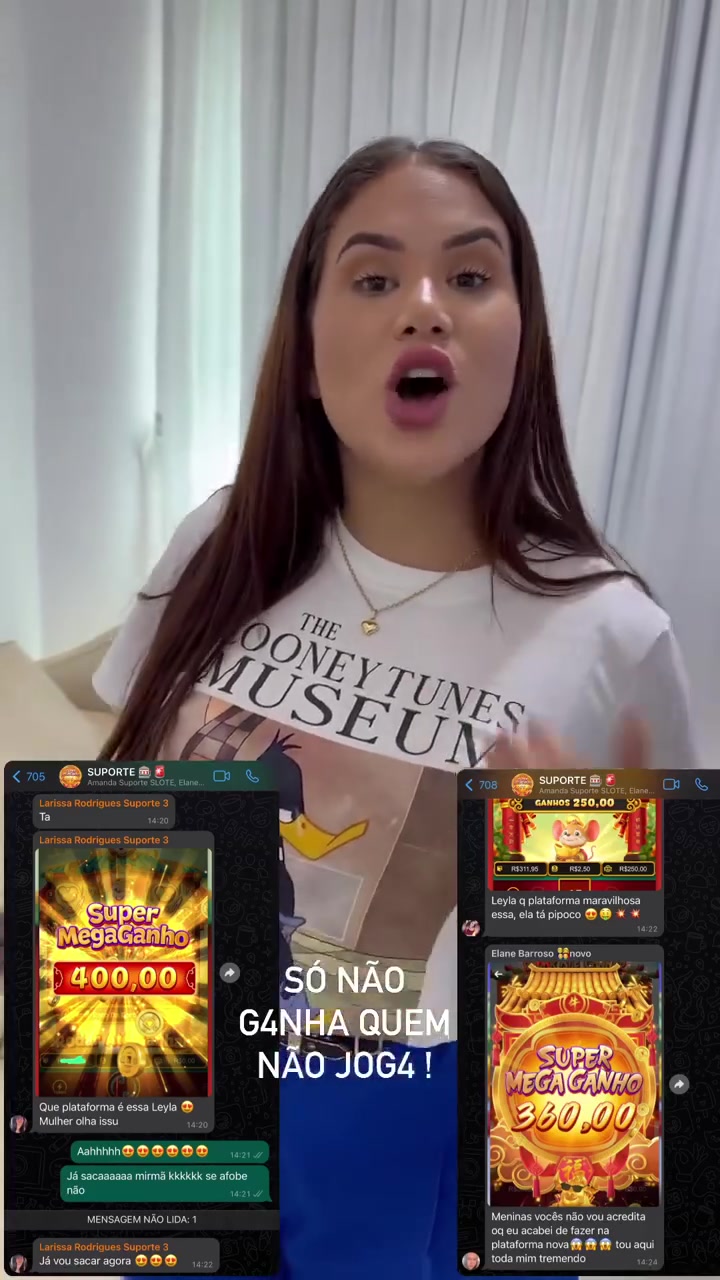 THE
LOONEY TUNES
MUSEUM
705
SUPORTE 🎰🚨
Amanda Suporte SLOTE, Elane...
Larissa Rodrigues Suporte 3
Ta
14:20
Larissa Rodrigues Suporte 3
SUPER
MEGAGANHO
400,00
Que plataforma é essa Leyla 😍
Mulher olha issu
14:20
Aahhhhh😍😍😍😍😍😍
14:21
Já sacaaaaaa mirmã kkkkkk se afobe
não
14:21
MENSAGEM NÃO LIDA: 1
Larissa Rodrigues Suporte 3
Já vou sacar agora 😍😍😍
14:22
SÓ NÃO
G4NHA QUEM
NÃO JOG4 !
708
SUPORTE 🎰🚨
Amanda Suporte SLOTE, Elane...
GANHOS 250,00
R$311,95
R$2,50
R$250,00
Leyla q plataforma maravilhosa
essa, ela tá pipoco 😍🤑💥💥
14:22
Elane Barroso 👯novo
SUPER
MEGA GANHO
360,00
Meninas vocês não vou acredita
oq eu acabei de fazer na
plataforma nova😱😱😱 tou aqui
toda mim tremendo
14:24